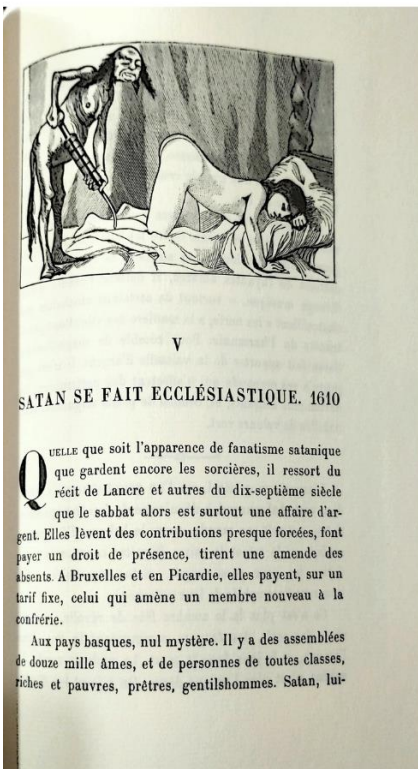 V
SATAN SE FAIT ECCLÉSIASTIQUE. 1610
QUELLE que soit l'apparence de fanatisme satanique
que gardent encore les sorcières, il ressort du
récit de Lancre et autres du dix-septième siècle
que le sabbat alors est surtout une affaire d'ar-
gent. Elles lèvent des contributions presque forcées, font
payer un droit de présence, tirent une amende des
absents. A Bruxelles et en Picardie, elles payent, sur un
tarif fixe, celui qui amène un membre nouveau à la
confrérie.
Aux pays basques, nul mystère. Il y a des assemblées
de douze mille âmes, et de personnes de toutes classes,
riches et pauvres, prêtres, gentilshommes. Satan, lui-